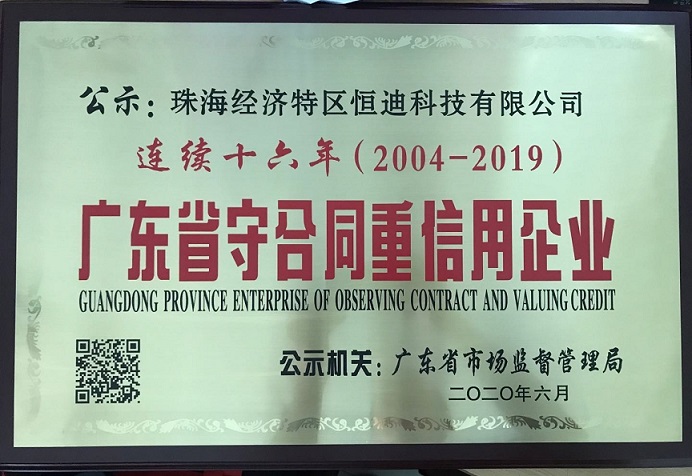 公示：珠海经济特区恒迪科技有限公司
连续十六年（2004-2019）
广东省守合同重信用企业
GUANGDONG PROVINCE ENTERPRISE OF OBSERVING CONTRACT AND VALUING CREDIT
公示机关：广东省市场监督管理局
二〇二〇年六月